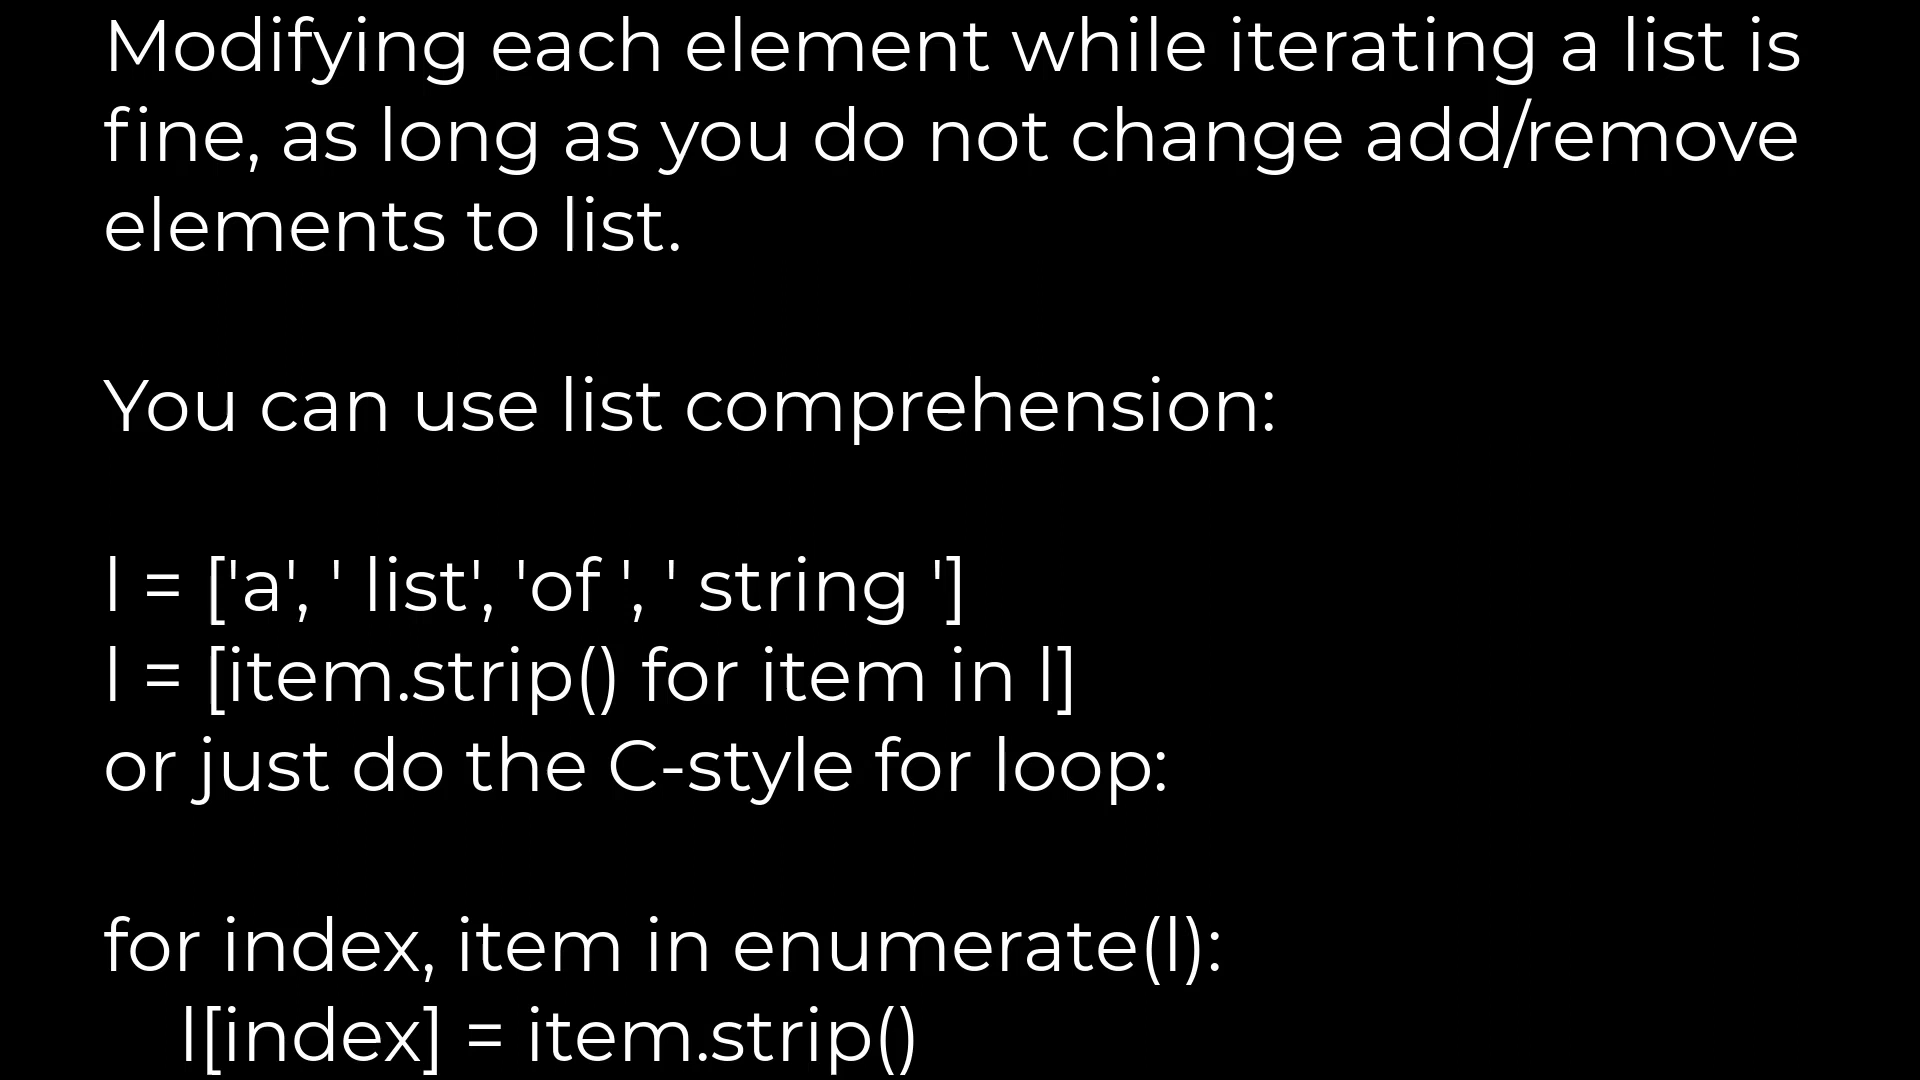 Modifying each element while iterating a list is
fine, as long as you do not change add/remove
elements to list.
You can use list comprehension:
l = ['a', ' list', 'of ', ' string ']
l = [item.strip() for item in l]
or just do the C-style for loop:
for index, item in enumerate(l):
    l[index] = item.strip()